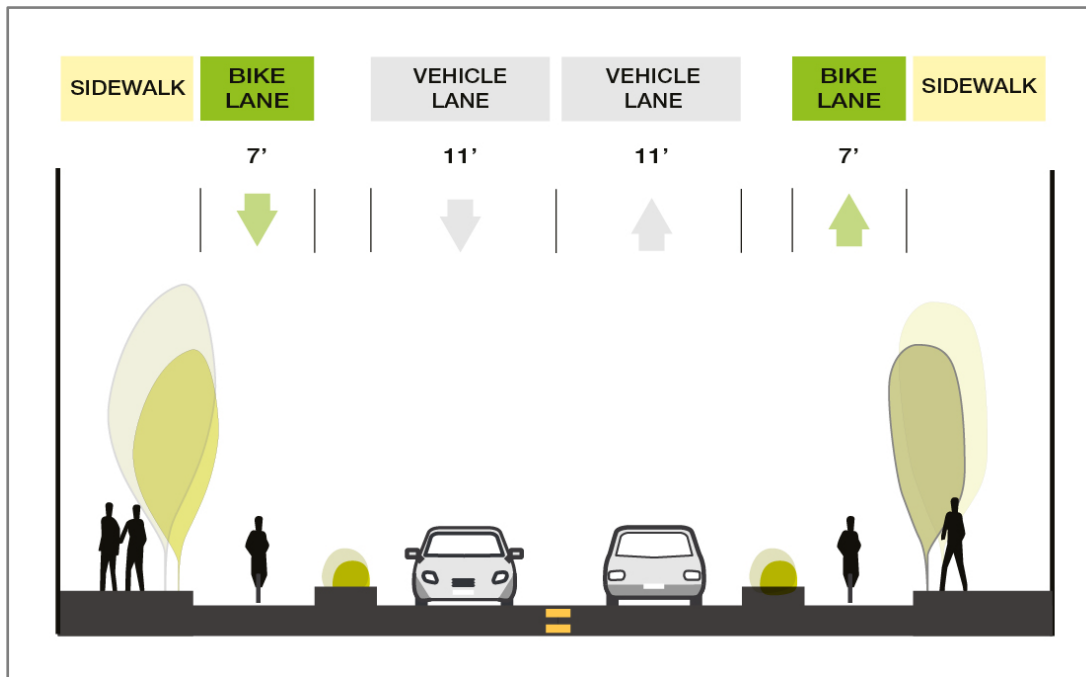 SIDEWALK
BIKE
LANE
VEHICLE
LANE
VEHICLE
LANE
BIKE
LANE
SIDEWALK
7’
11’
11’
7’